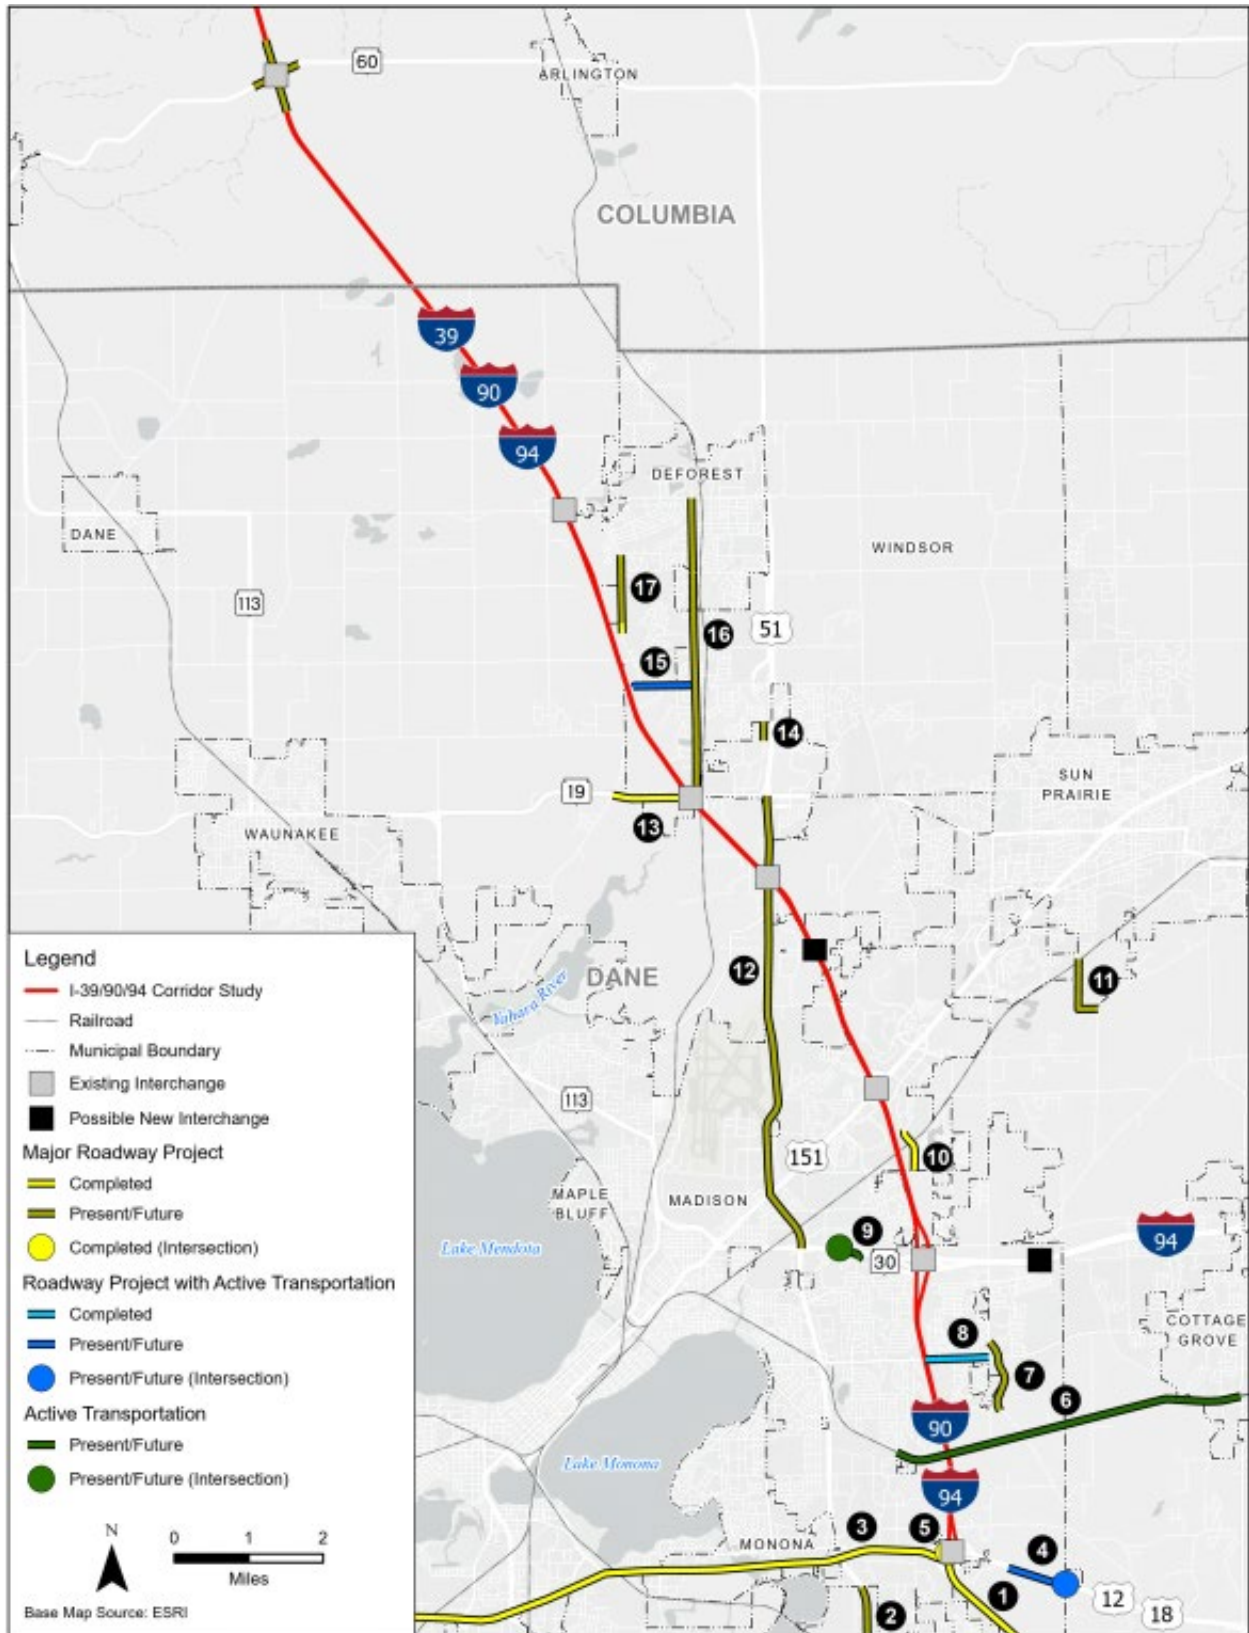 60
ARLINGTON
COLUMBIA
39
90
94
DEFOREST
DANE
WINDSOR
17
113
16
51
15
14
SUN
PRAIRIE
19
13
WAUNAKEE
12
DANE
11
Yahara River
Legend
I-39/90/94 Corridor Study
Railroad
Municipal Boundary
Existing Interchange
Possible New Interchange
Major Roadway Project
Completed
Present/Future
Completed (Intersection)
Roadway Project with Active Transportation
Completed
Present/Future
Present/Future (Intersection)
Active Transportation
Present/Future
Present/Future (Intersection)
N
0 1 2
Miles
Base Map Source: ESRI
113
151
10
MAPLE
BLUFF
MADISON
Lake Mendota
9
30
94
COTTAGE
GROVE
8
7
6
90
Lake Monona
94
MONONA
3
5
4
1
12
18
2